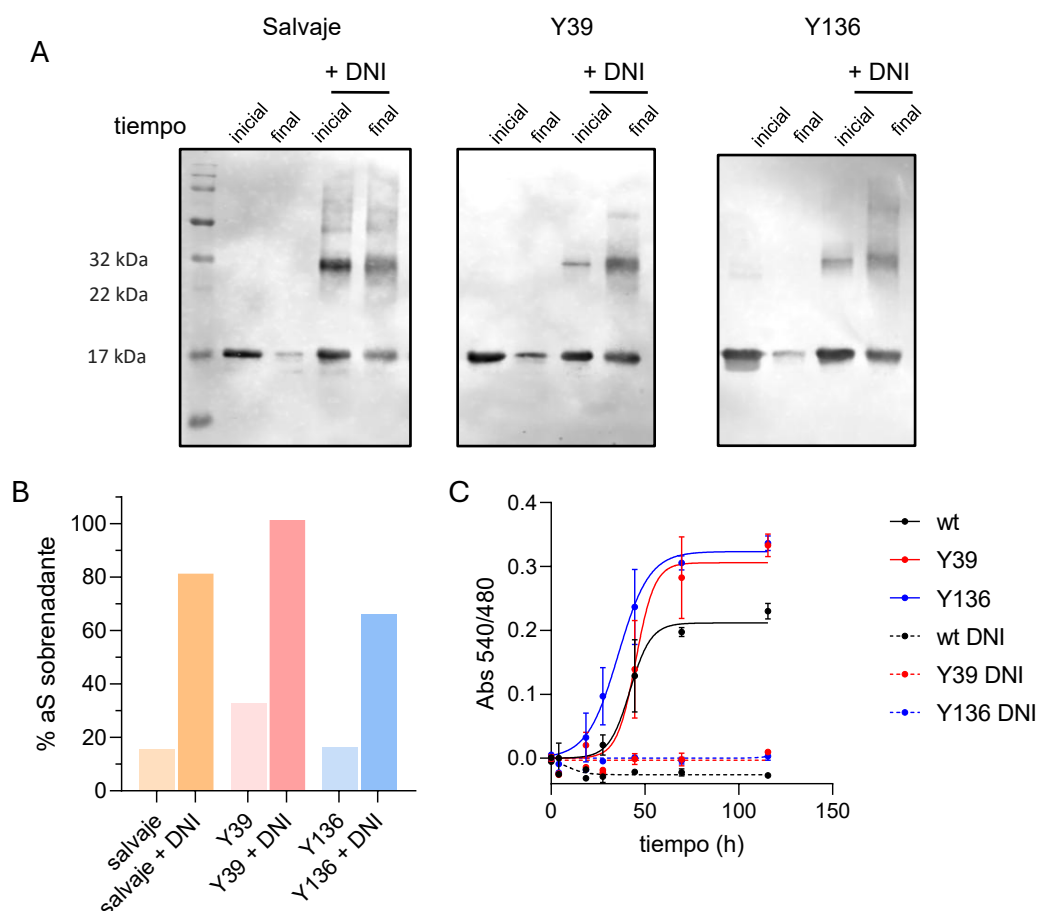 A
Salvaje
Y39
Y136
+ DNI
+ DNI
+ DNI
tiempo
inicial
final
inicial
final
inicial
final
inicial
final
inicial
final
inicial
final
32 kDa
22 kDa
17 kDa
B
% aS sobrenadante
100
80
60
40
20
0
salvaje
salvaje + DNI
Y39
Y39 + DNI
Y136
Y136 + DNI
C
Abs 540/480
0.4
0.3
0.2
0.1
0.0
0
50
100
150
tiempo (h)
wt
Y39
Y136
wt DNI
Y39 DNI
Y136 DNI